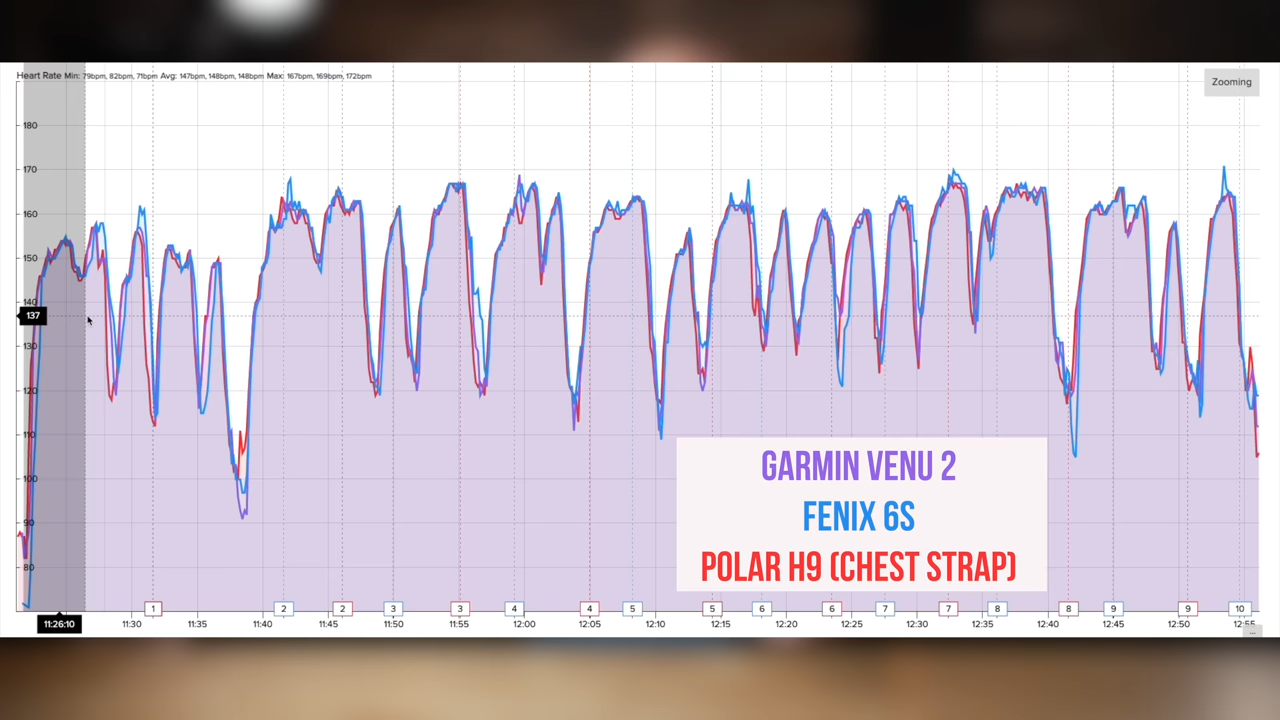 Heart Rate Min: 79bpm, 82bpm, 71bpm Avg: 147bpm, 148bpm, 148bpm Max: 167bpm, 169bpm, 172bpm
Zooming
180
170
160
150
140
137
130
120
110
100
90
80
GARMIN VENU 2
FENIX 6S
POLAR H9 (CHEST STRAP)
1 2 2 3 3 4 4 5 5 6 6 7 7 8 8 9 9 10
11:26:10 11:30 11:35 11:40 11:45 11:50 11:55 12:00 12:05 12:10 12:15 12:20 12:25 12:30 12:35 12:40 12:45 12:50 12:55
...